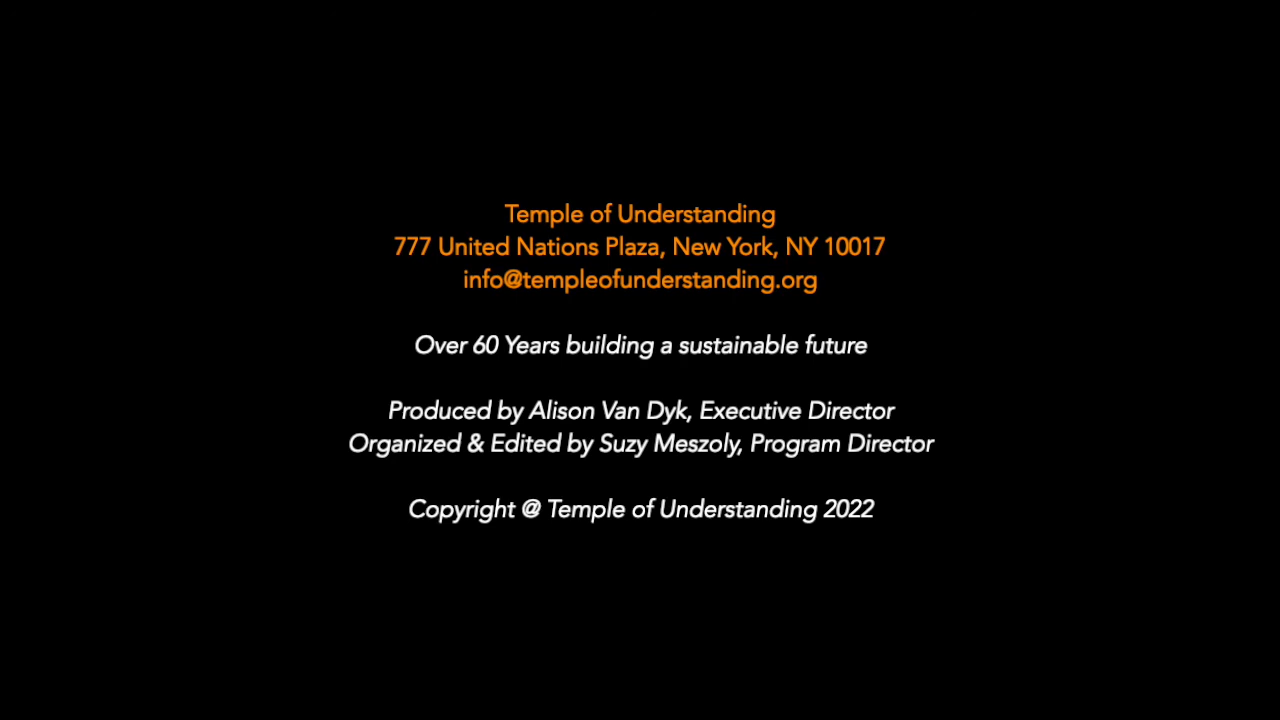 Temple of Understanding
777 United Nations Plaza, New York, NY 10017
info@templeofunderstanding.org
Over 60 Years building a sustainable future
Produced by Alison Van Dyk, Executive Director
Organized & Edited by Suzy Meszoly, Program Director
Copyright @ Temple of Understanding 2022